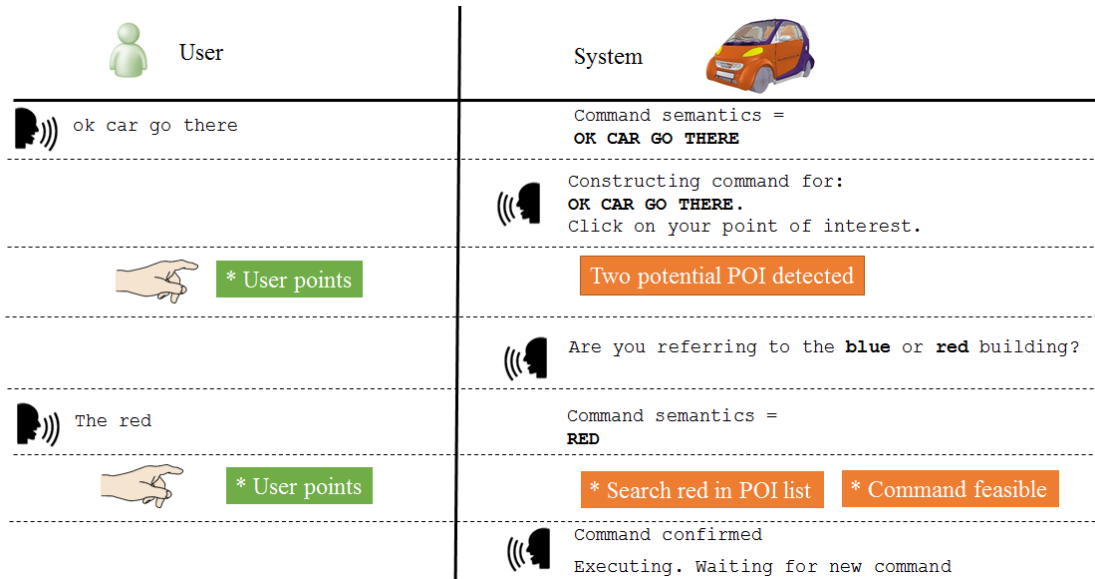 User
System
ok car go there
Command semantics =
OK CAR GO THERE
Constructing command for:
OK CAR GO THERE.
Click on your point of interest.
* User points
Two potential POI detected
Are you referring to the blue or red building?
The red
Command semantics =
RED
* User points
* Search red in POI list
* Command feasible
Command confirmed
Executing. Waiting for new command